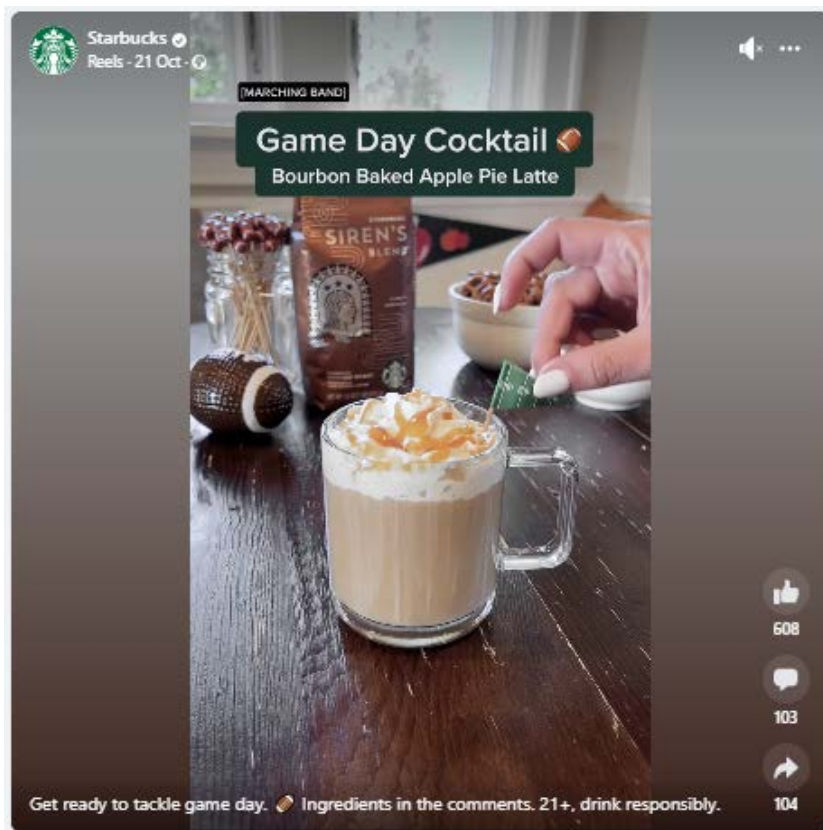 Starbucks
Reels · 21 Oct ·
[MARCHING BAND]
Game Day Cocktail 🏈
Bourbon Baked Apple Pie Latte
SIREN'S
BLEND
608
103
Get ready to tackle game day. 🏈 Ingredients in the comments. 21+, drink responsibly.
104